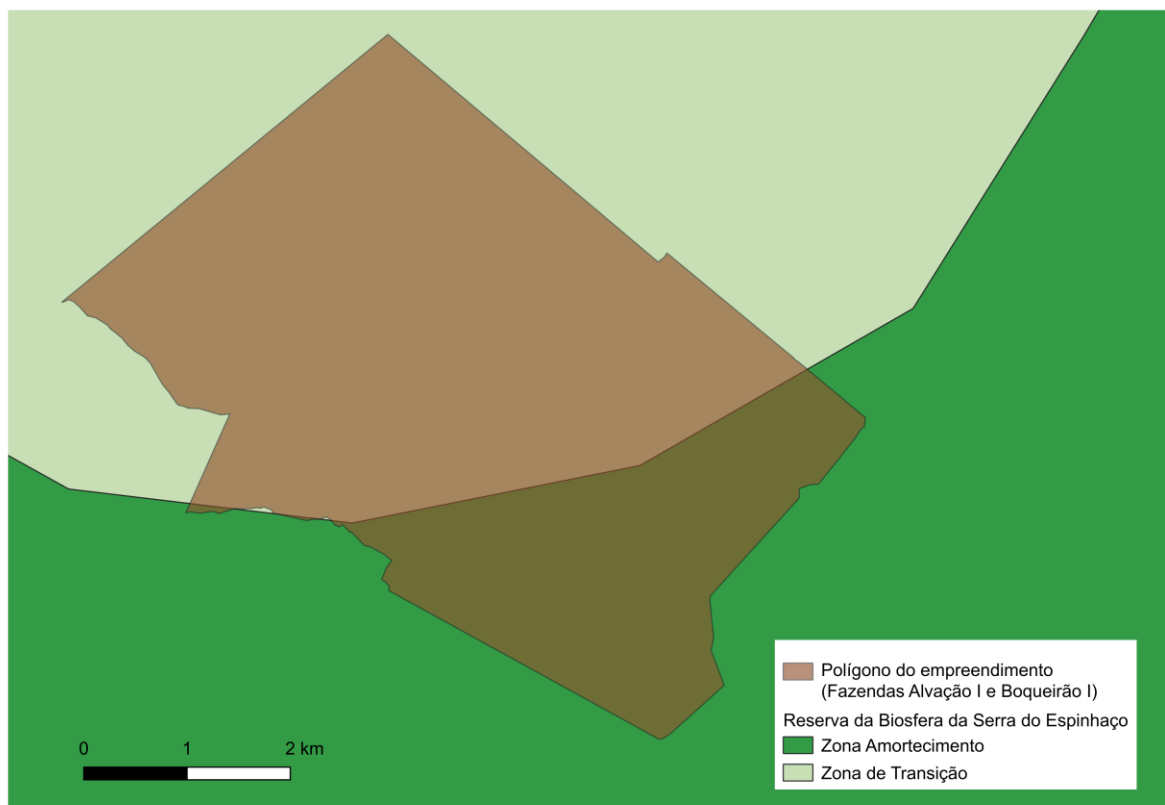 0 1 2 km
Polígono do empreendimento
(Fazendas Alvação I e Boqueirão I)
Reserva da Biosfera da Serra do Espinhaço
Zona Amortecimento
Zona de Transição